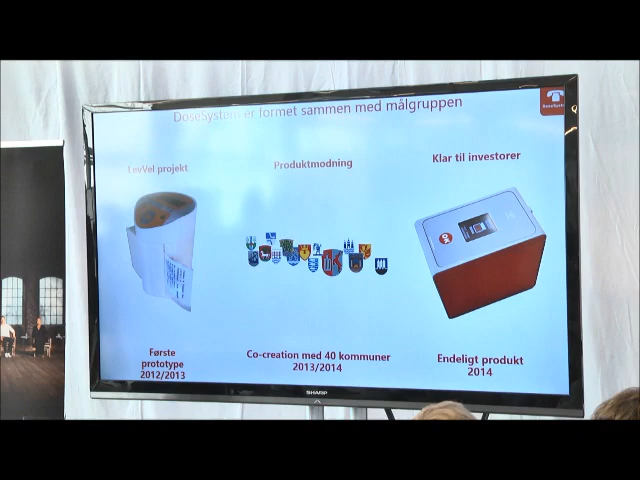 DoseSystem er formet sammen med målgruppen
DoseSystem
LevVel projekt
Produktmodning
Klar til investorer
Første
prototype
2012/2013
Co-creation med 40 kommuner
2013/2014
Endeligt produkt
2014
SHARP